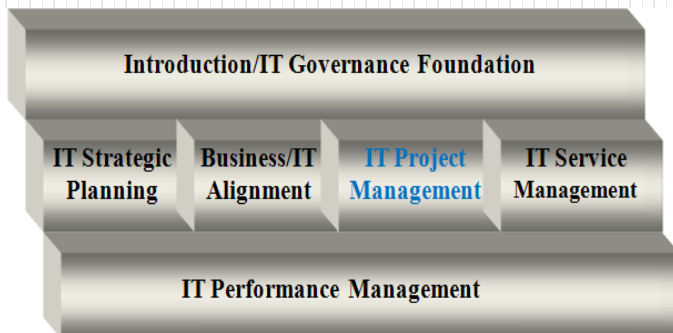 Introduction/IT Governance Foundation
IT Strategic
Planning
Business/IT
Alignment
IT Project
Management
IT Service
Management
IT Performance Management